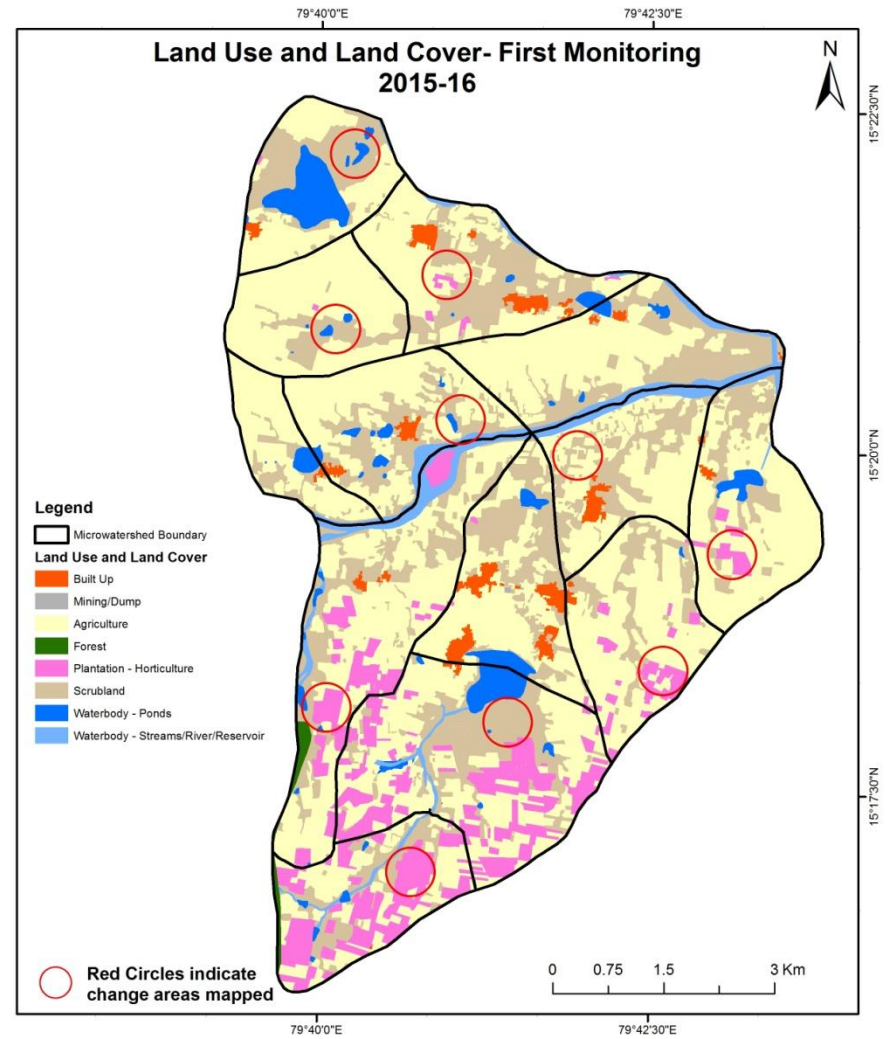 79°40'0"E
79°42'30"E
Land Use and Land Cover- First Monitoring
2015-16
N
15°22'30"N
15°20'0"N
15°17'30"N
Legend
Microwatershed Boundary
Land Use and Land Cover
Built Up
Mining/Dump
Agriculture
Forest
Plantation - Horticulture
Scrubland
Waterbody - Ponds
Waterbody - Streams/River/Reservoir
Red Circles indicate
change areas mapped
0 0.75 1.5 3 Km
79°40'0"E
79°42'30"E